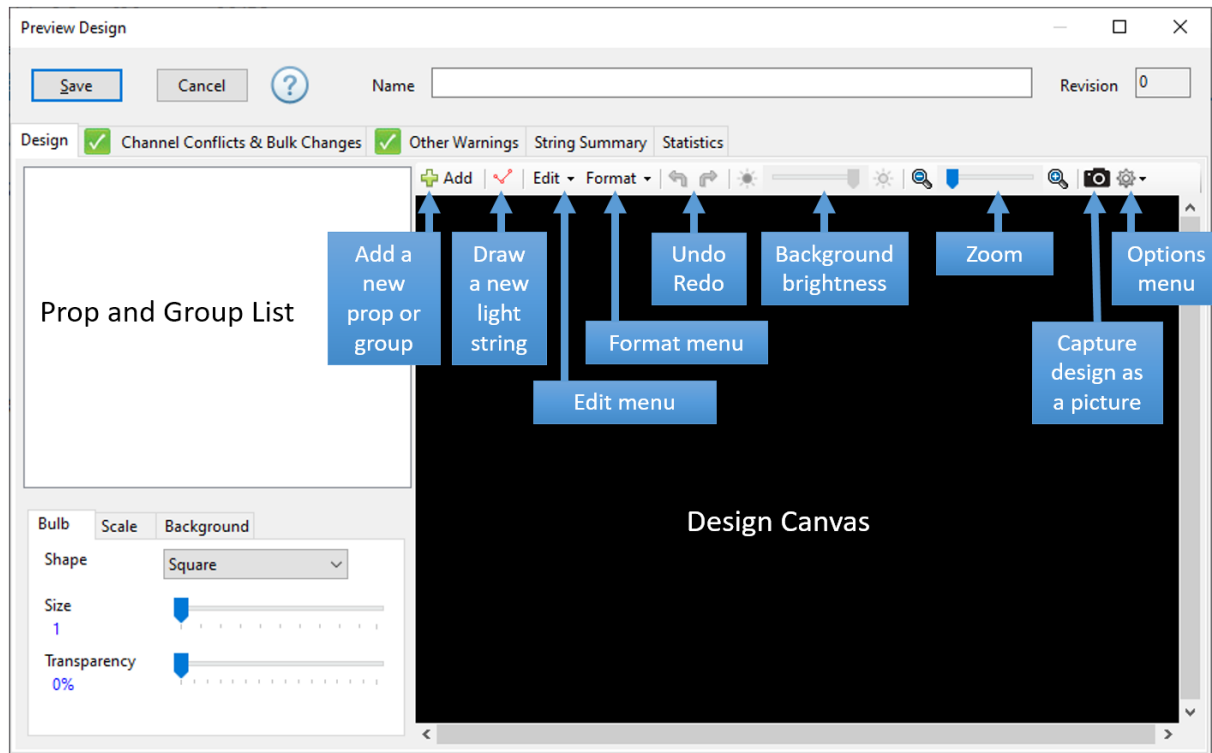 Preview Design
Save
Cancel
?
Name
Revision
0
Design
Channel Conflicts & Bulk Changes
Other Warnings
String Summary
Statistics
Add
Edit
Format
Add a
new
prop or
group
Draw
a new
light
string
Undo
Redo
Background
brightness
Zoom
Options
menu
Prop and Group List
Format menu
Capture
design as
a picture
Edit menu
Design Canvas
Bulb
Scale
Background
Shape
Square
Size
1
Transparency
0%